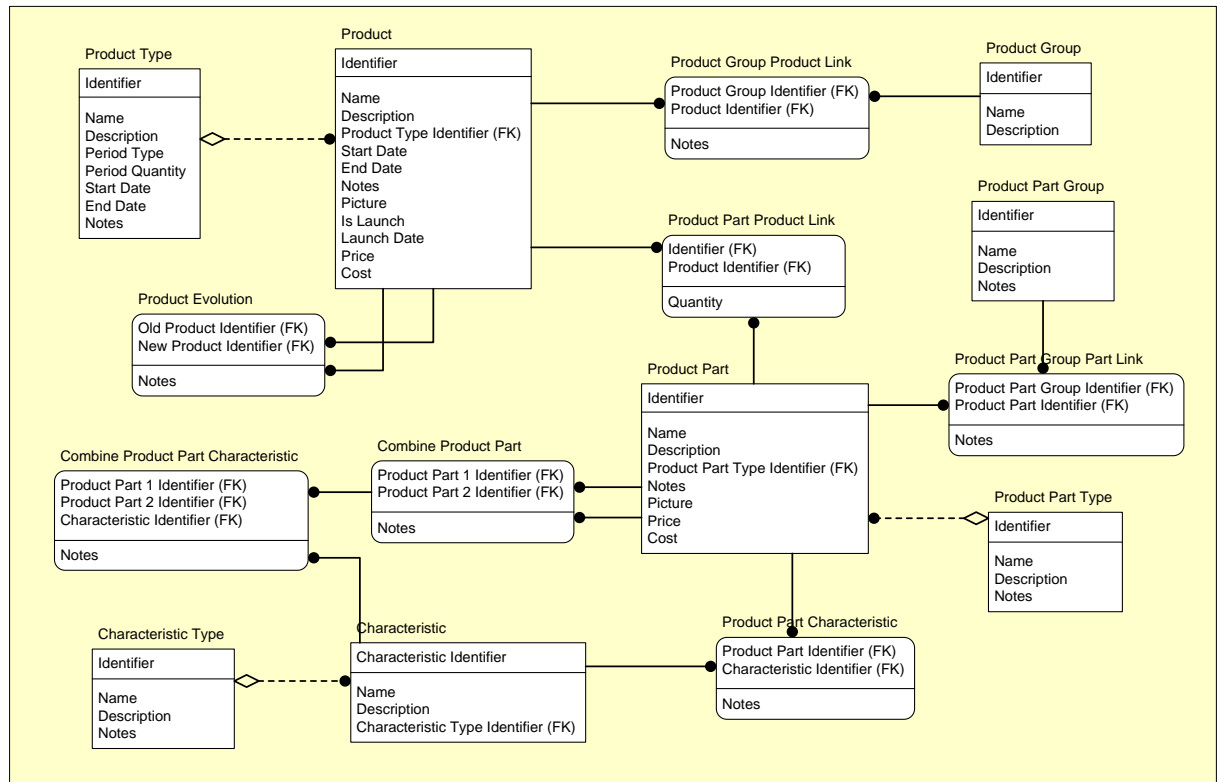 Product Type
Identifier
Name
Description
Period Type
Period Quantity
Start Date
End Date
Notes
Product
Identifier
Name
Description
Product Type Identifier (FK)
Start Date
End Date
Notes
Picture
Is Launch
Launch Date
Price
Cost
Product Group Product Link
Product Group Identifier (FK)
Product Identifier (FK)
Notes
Product Group
Identifier
Name
Description
Product Part Group
Identifier
Name
Description
Notes
Product Part Product Link
Identifier (FK)
Product Identifier (FK)
Quantity
Product Evolution
Old Product Identifier (FK)
New Product Identifier (FK)
Notes
Product Part Group Part Link
Product Part Group Identifier (FK)
Product Part Identifier (FK)
Notes
Product Part
Identifier
Name
Description
Product Part Type Identifier (FK)
Notes
Picture
Price
Cost
Combine Product Part
Product Part 1 Identifier (FK)
Product Part 2 Identifier (FK)
Notes
Combine Product Part Characteristic
Product Part 1 Identifier (FK)
Product Part 2 Identifier (FK)
Characteristic Identifier (FK)
Notes
Product Part Type
Identifier
Name
Description
Notes
Characteristic Type
Identifier
Name
Description
Notes
Characteristic
Characteristic Identifier
Name
Description
Characteristic Type Identifier (FK)
Product Part Characteristic
Product Part Identifier (FK)
Characteristic Identifier (FK)
Notes